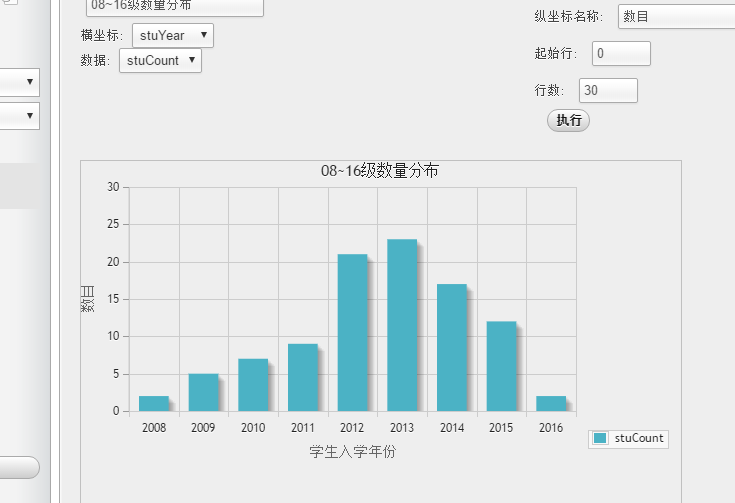 08~16级数量分布
纵坐标名称: 数目
横坐标: stuYear
起始行: 0
数据: stuCount
行数: 30
执行
08~16级数量分布
30
25
20
15
10
5
0
数目
2008 2009 2010 2011 2012 2013 2014 2015 2016
学生入学年份
stuCount